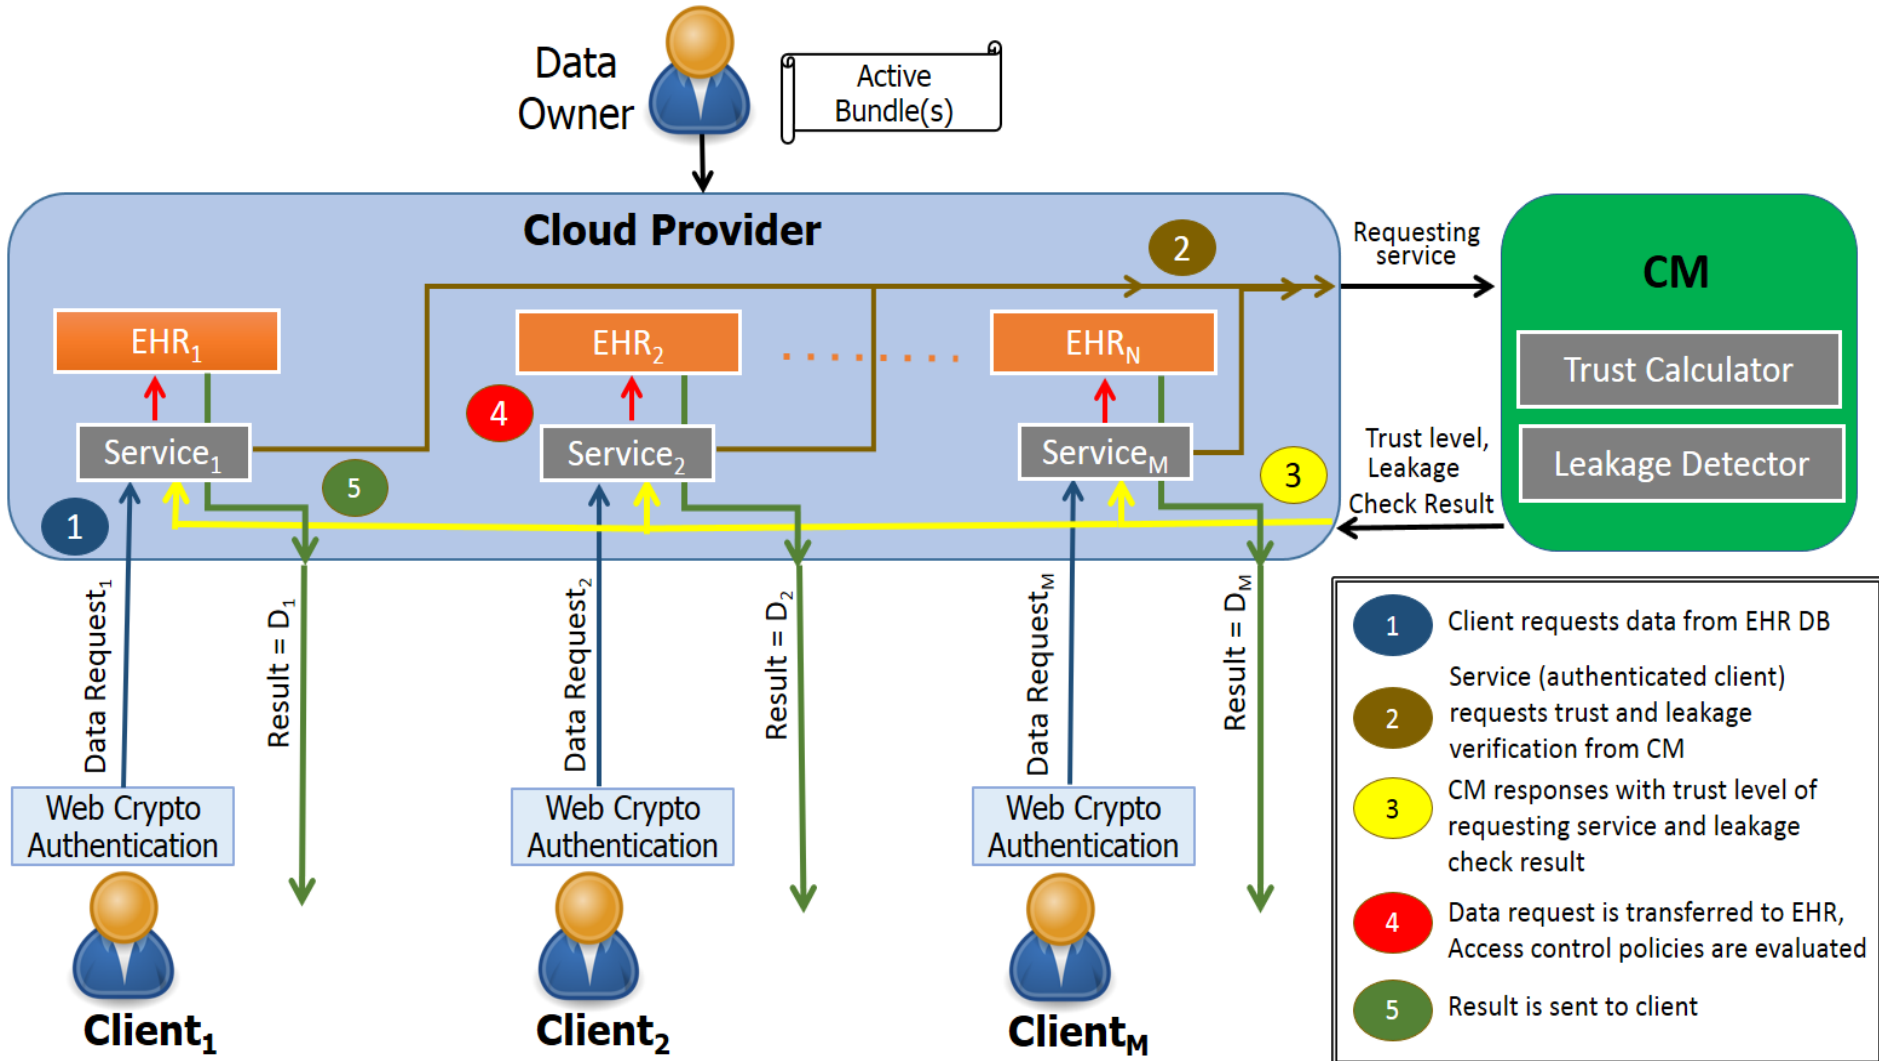 Data
Owner
Active
Bundle(s)
Cloud Provider
2
Requesting
service
CM
EHR1
EHR2
EHRN
Trust Calculator
4
Service1
Service2
ServiceM
Trust level,
Leakage
Check Result
Leakage Detector
5
3
1
Data Request1
Result = D1
Data Request2
Result = D2
Data RequestM
Result = DM
Web Crypto
Authentication
Web Crypto
Authentication
Web Crypto
Authentication
Client1
Client2
ClientM
1 Client requests data from EHR DB
2 Service (authenticated client)
requests trust and leakage
verification from CM
3 CM responses with trust level of
requesting service and leakage
check result
4 Data request is transferred to EHR,
Access control policies are evaluated
5 Result is sent to client